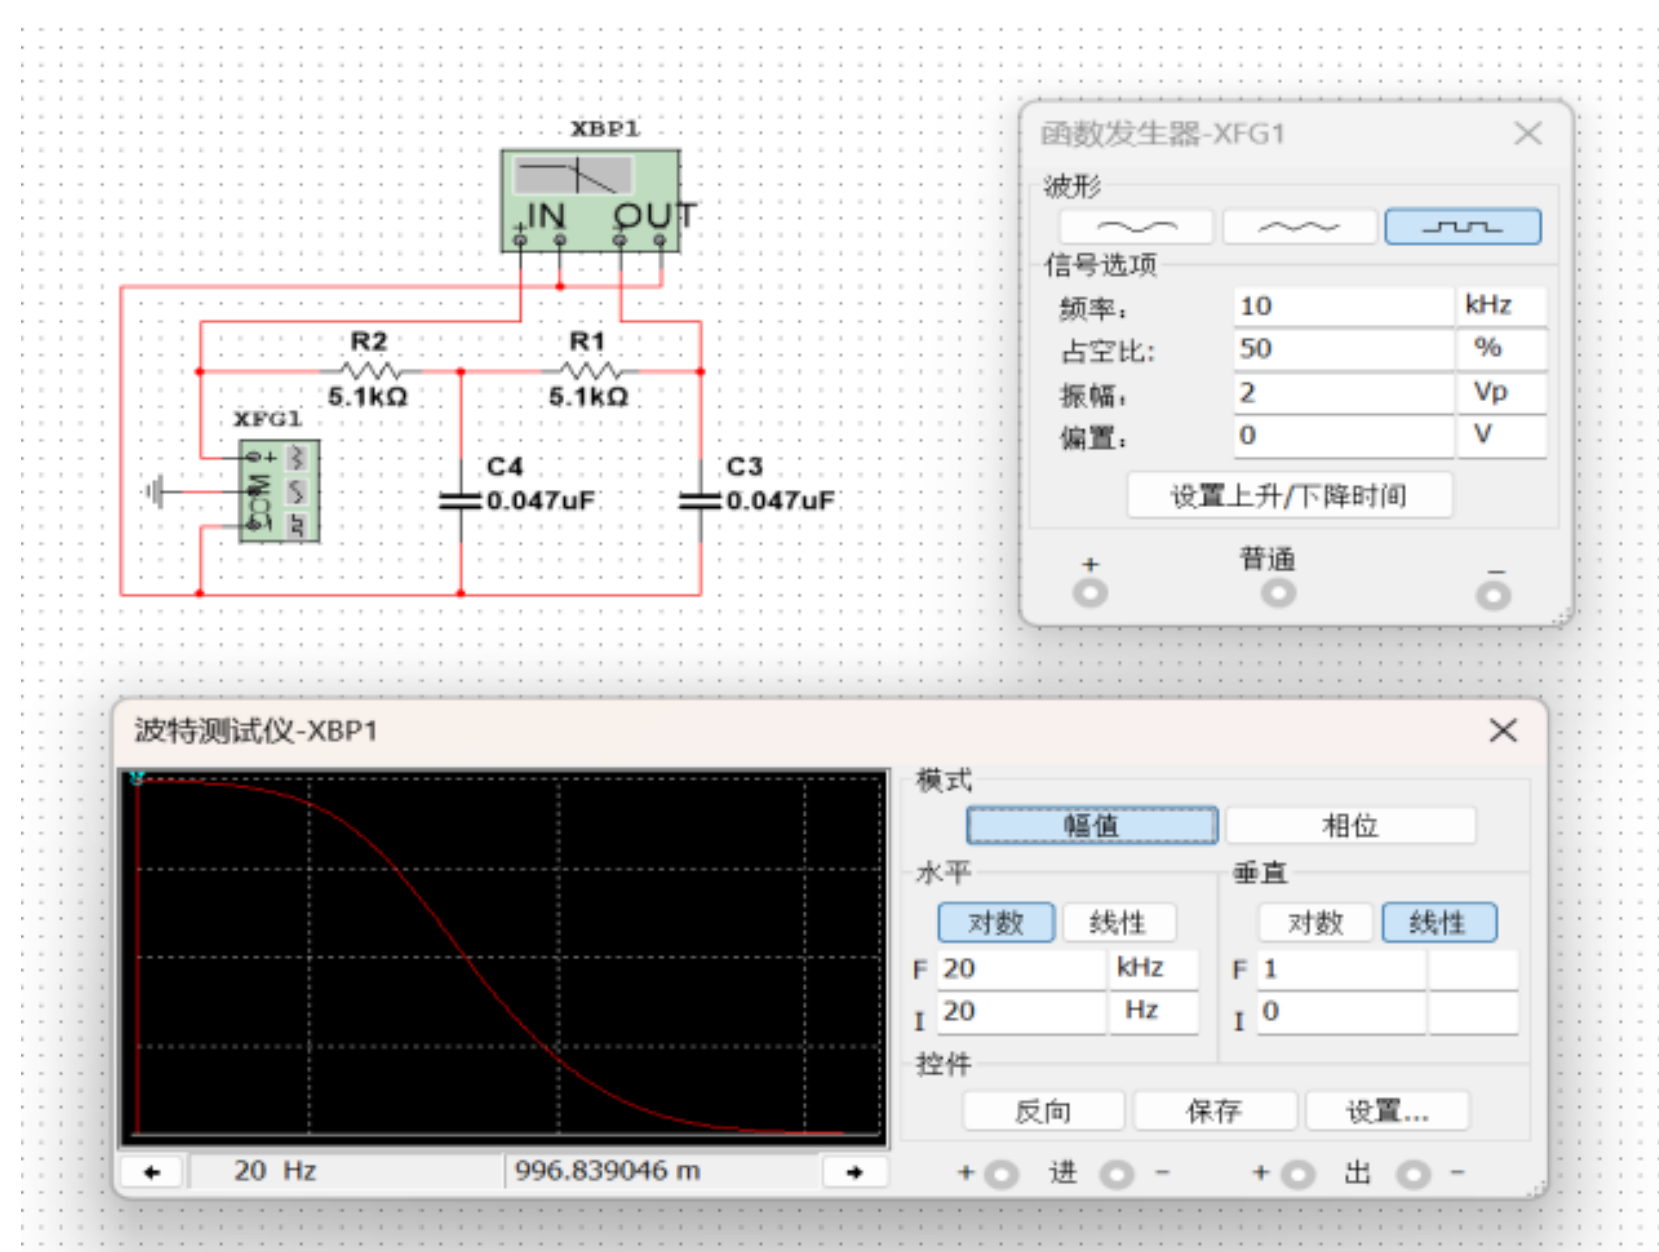 XBP1
IN OUT
+ +
R2 R1
5.1kΩ 5.1kΩ
XFG1
+
COM
C4 C3
0.047uF 0.047uF
函数发生器-XFG1
波形
信号选项
频率: 10 kHz
占空比: 50 %
振幅: 2 Vp
偏置: 0 V
设置上升/下降时间
+ 普通 −
波特测试仪-XBP1
模式
幅值 相位
水平 垂直
对数 线性 对数 线性
F 20 kHz F 1
I 20 Hz I 0
控件
反向 保存 设置...
20 Hz 996.839046 m
+ 进 − + 出 −